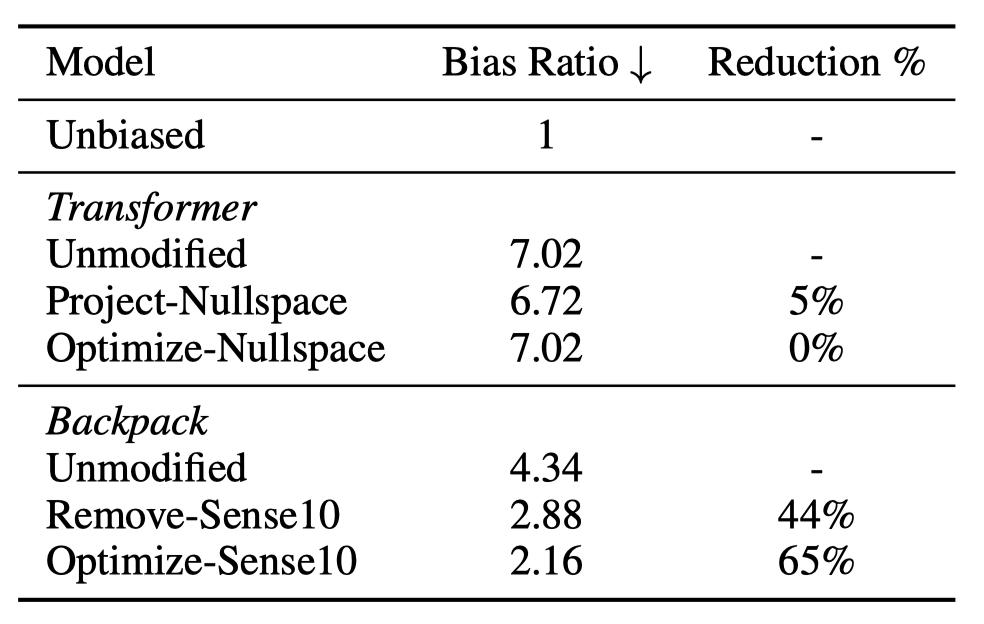 Model Bias Ratio ↓ Reduction %
Unbiased 1 -
Transformer
Unmodified 7.02 -
Project-Nullspace 6.72 5%
Optimize-Nullspace 7.02 0%
Backpack
Unmodified 4.34 -
Remove-Sense10 2.88 44%
Optimize-Sense10 2.16 65%